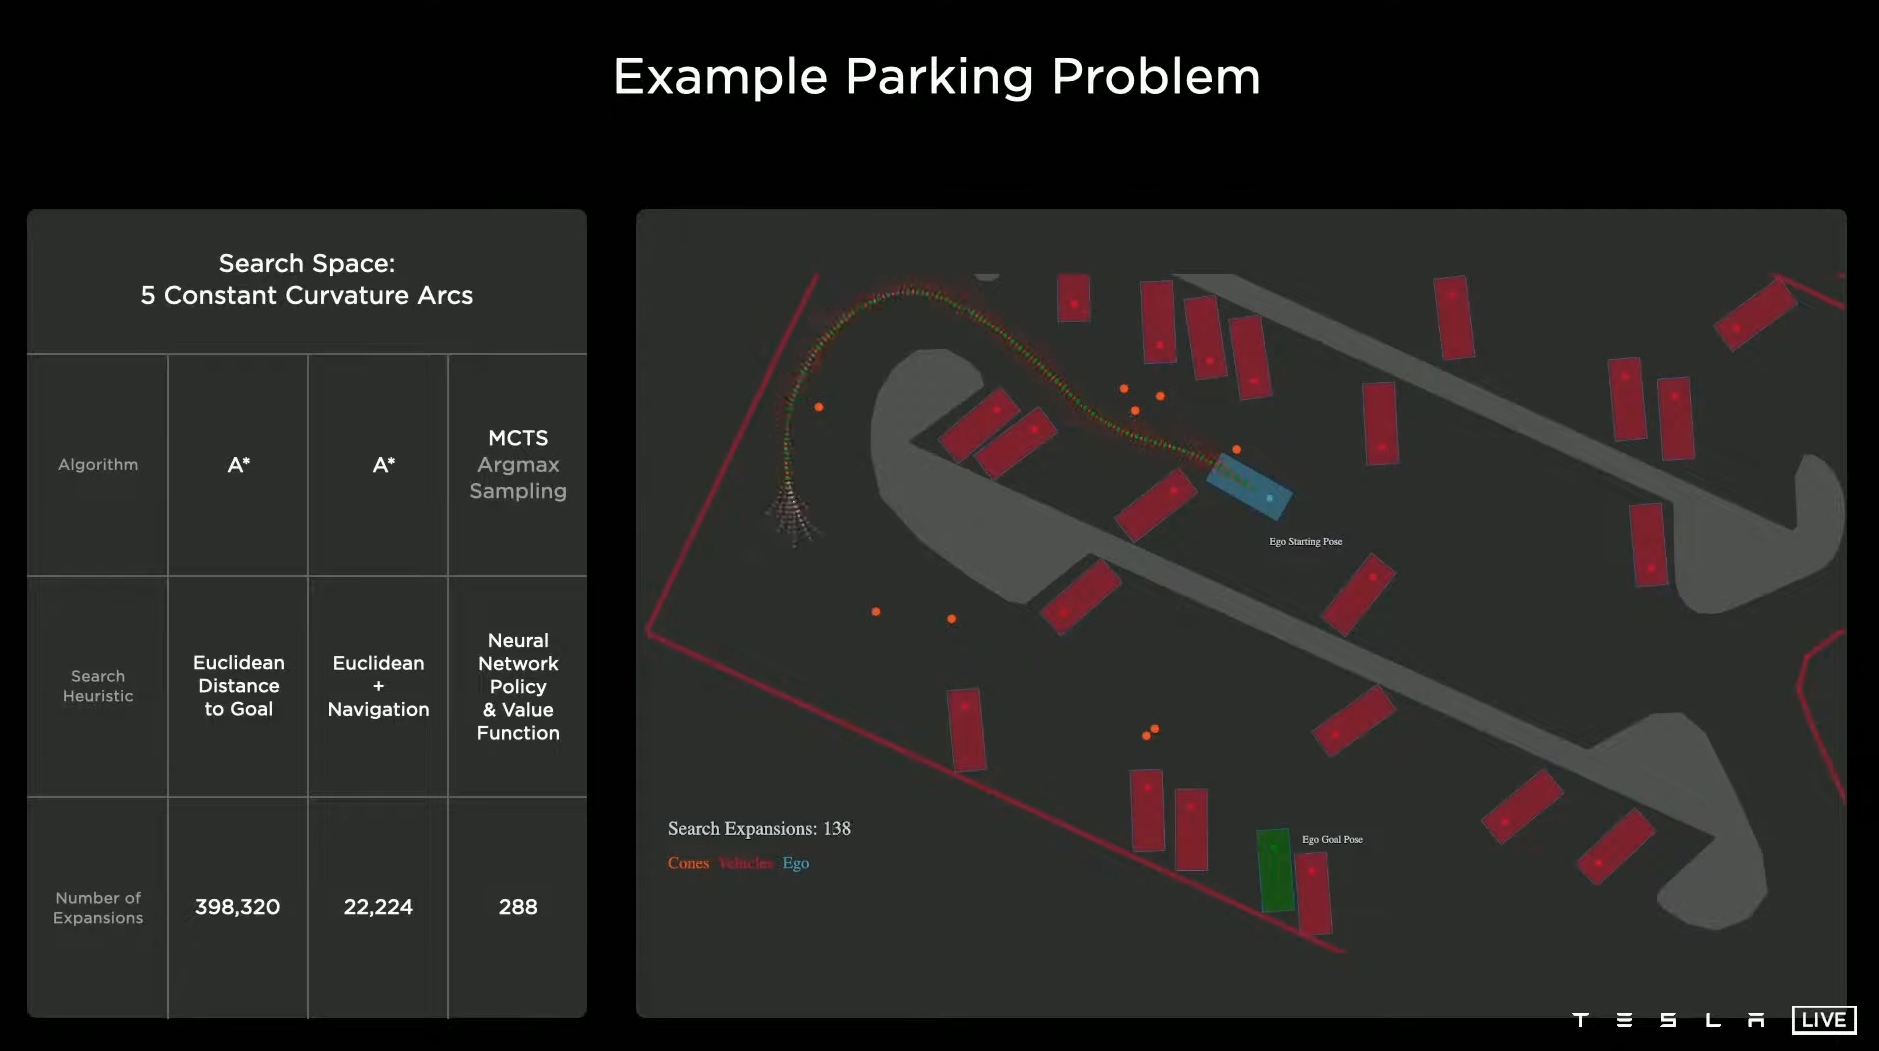 Example Parking Problem
Search Space:
5 Constant Curvature Arcs
Algorithm
A*
A*
MCTS
Argmax
Sampling
Search
Heuristic
Euclidean
Distance
to Goal
Euclidean
+
Navigation
Neural
Network
Policy
& Value
Function
Number of
Expansions
398,320
22,224
288
Ego Starting Pose
Ego Goal Pose
Search Expansions: 138
Cones Vehicles Ego
TESLA LIVE